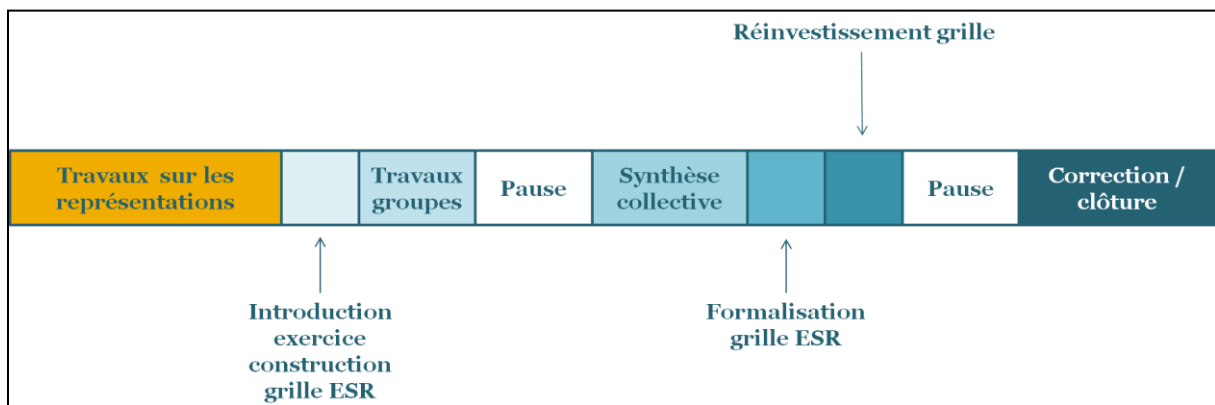 Réinvestissement grille
Travaux sur les
représentations
Travaux
groupes
Pause
Synthèse
collective
Pause
Correction /
clôture
Introduction
exercice
construction
grille ESR
Formalisation
grille ESR